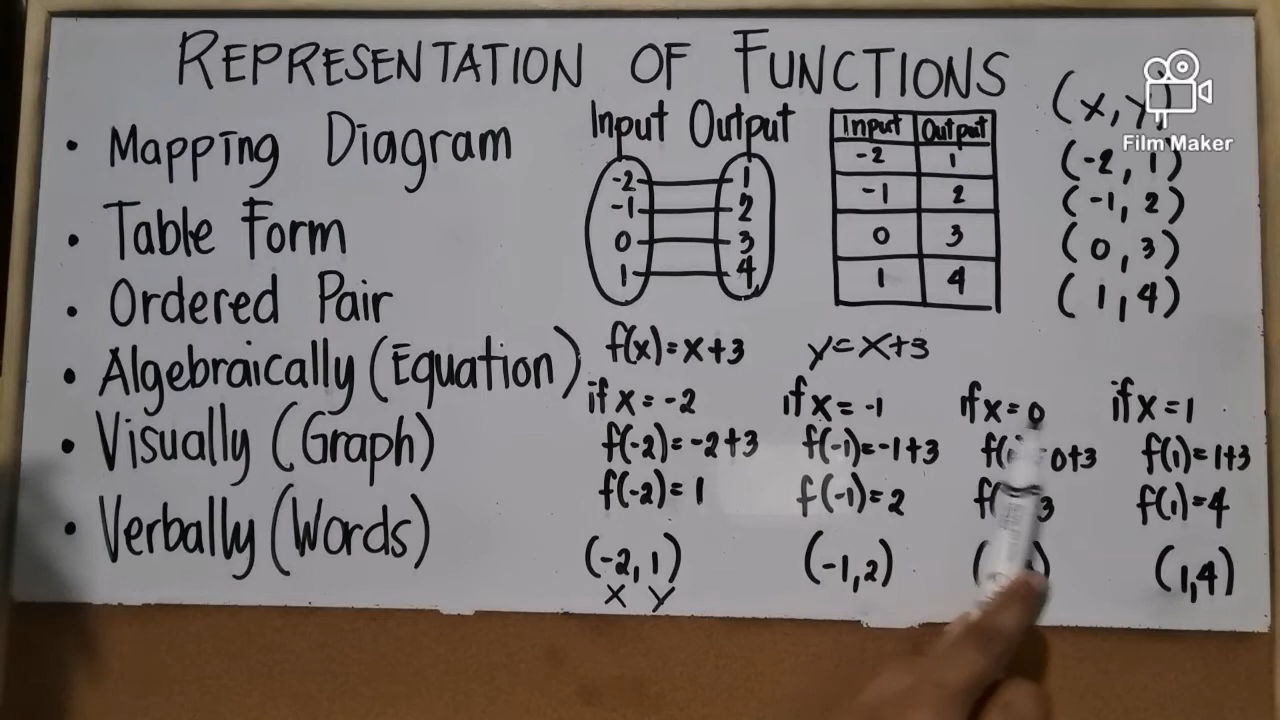 REPRESENTATION OF FUNCTIONS
• Mapping Diagram
• Table Form
• Ordered Pair
• Algebraically (Equation)
• Visually (Graph)
• Verbally (Words)
Input Output
-2 1
-1 2
0 3
1 4
Input Output
-2 1
-1 2
0 3
1 4
(x, y)
(-2, 1)
(-1, 2)
(0, 3)
(1, 4)
Film Maker
f(x) = x+3
y = x+3
if x = -2
f(-2) = -2+3
f(-2) = 1
(-2, 1)
x y
if x = -1
f(-1) = -1+3
f(-1) = 2
(-1, 2)
if x = 0
0+3
3
if x = 1
f(1) = 1+3
f(1) = 4
(1, 4)